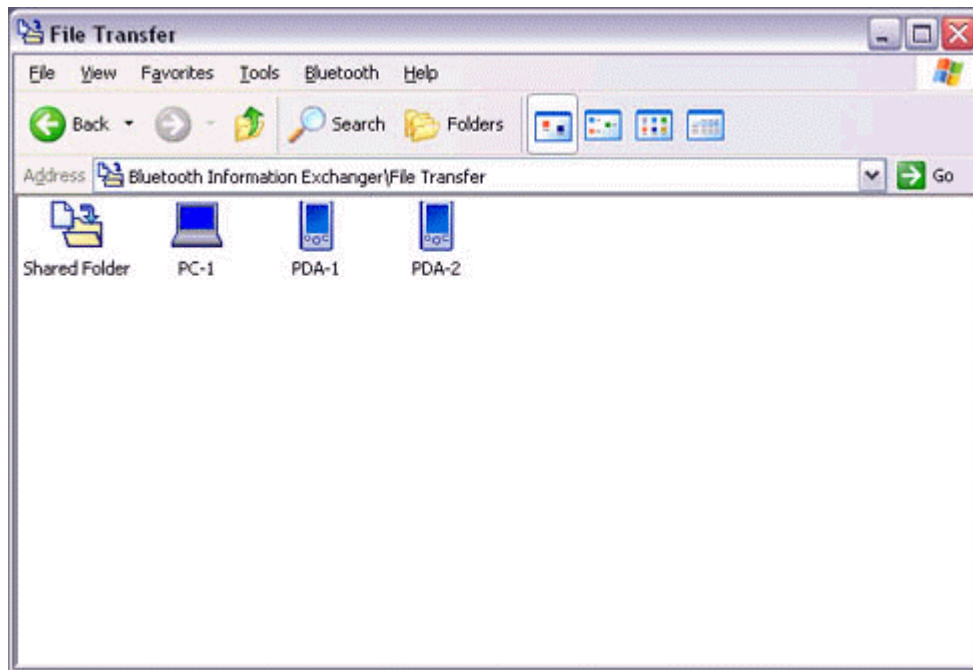 File Transfer
File View Favorites Tools Bluetooth Help
Back Search Folders
Address Bluetooth Information Exchanger\File Transfer Go
Shared Folder PC-1 PDA-1 PDA-2